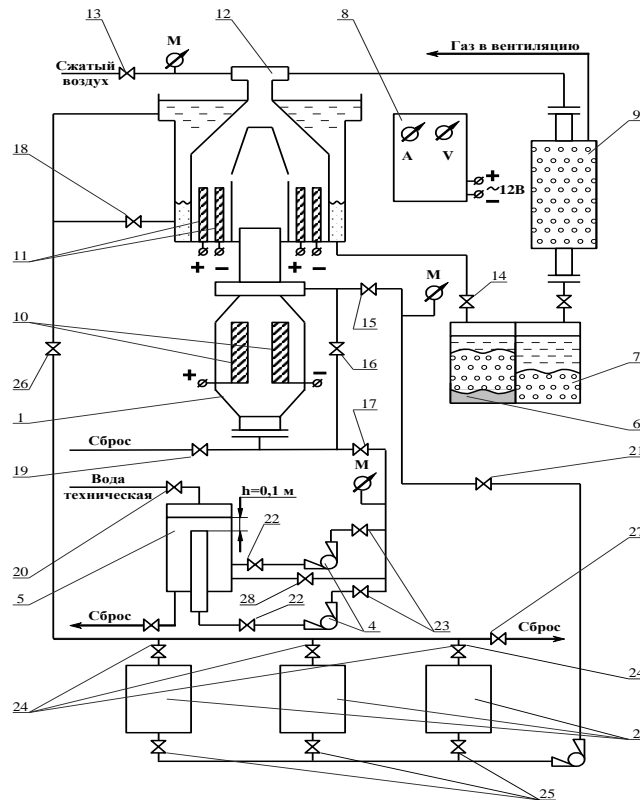 13
М
12
8
Газ в вентиляцию
Сжатый
воздух
9
А
V
+
~12В
−
18
11
+
−
+
−
М
14
10
15
16
7
26
+
−
1
17
6
Сброс
21
19
Вода
техническая
h=0,1 м
М
22
27
20
5
28
22
4
23
Сброс
Сброс
24
24
2
25